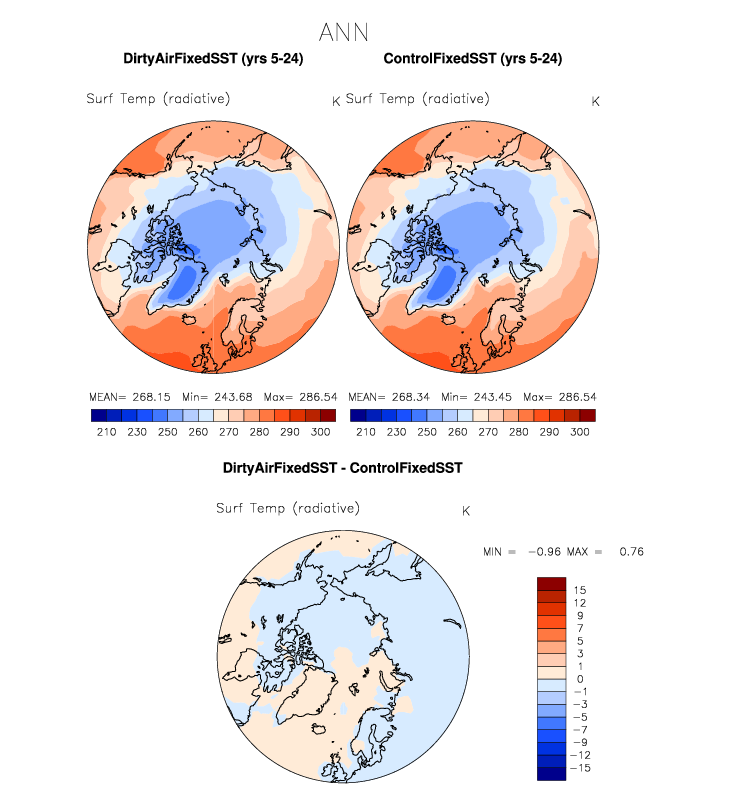 ANN
DirtyAirFixedSST (yrs 5-24)
ControlFixedSST (yrs 5-24)
Surf Temp (radiative) K
Surf Temp (radiative) K
MEAN= 268.15 Min= 243.68 Max= 286.54
MEAN= 268.34 Min= 243.45 Max= 286.54
210 230 250 260 270 280 290 300
210 230 250 260 270 280 290 300
DirtyAirFixedSST - ControlFixedSST
Surf Temp (radiative) K
MIN = -0.96 MAX = 0.76
15
12
9
7
5
3
1
0
-1
-3
-5
-7
-9
-12
-15